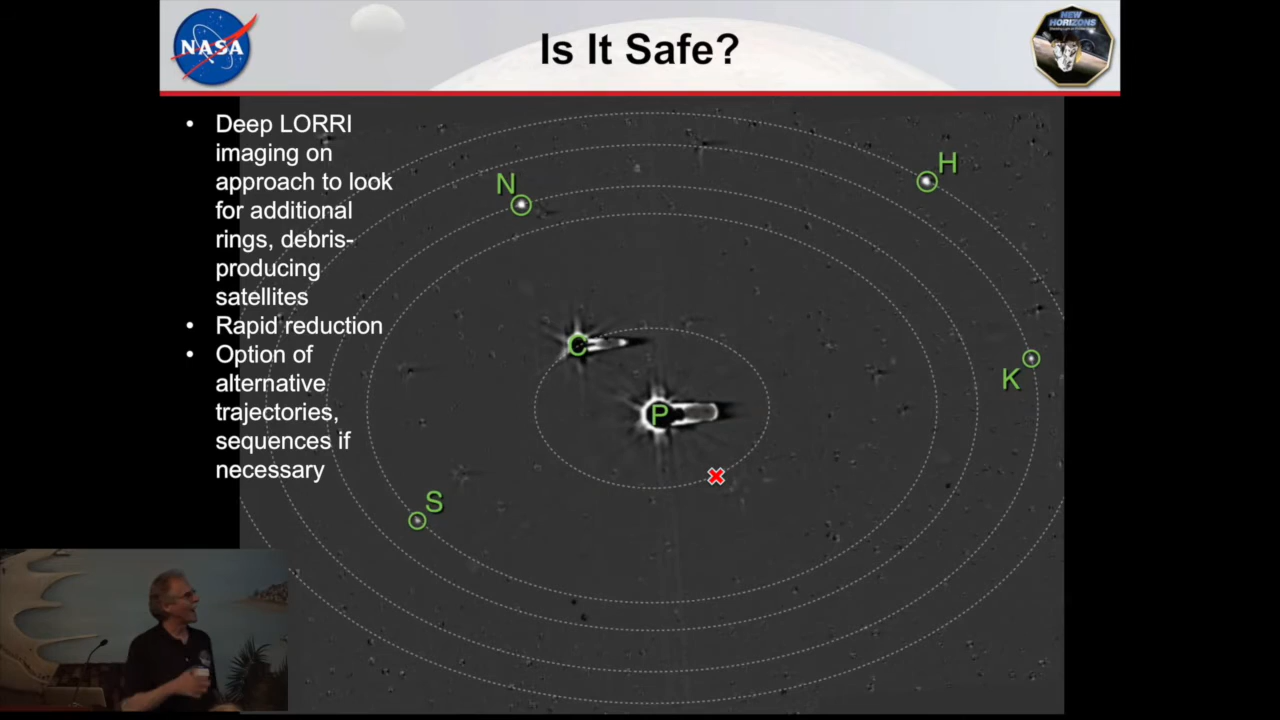 NASA
Is It Safe?
NEW
HORIZONS
• Deep LORRI
imaging on
approach to look
for additional
rings, debris-
producing
satellites
• Rapid reduction
• Option of
alternative
trajectories,
sequences if
necessary
N
H
C
K
P
S